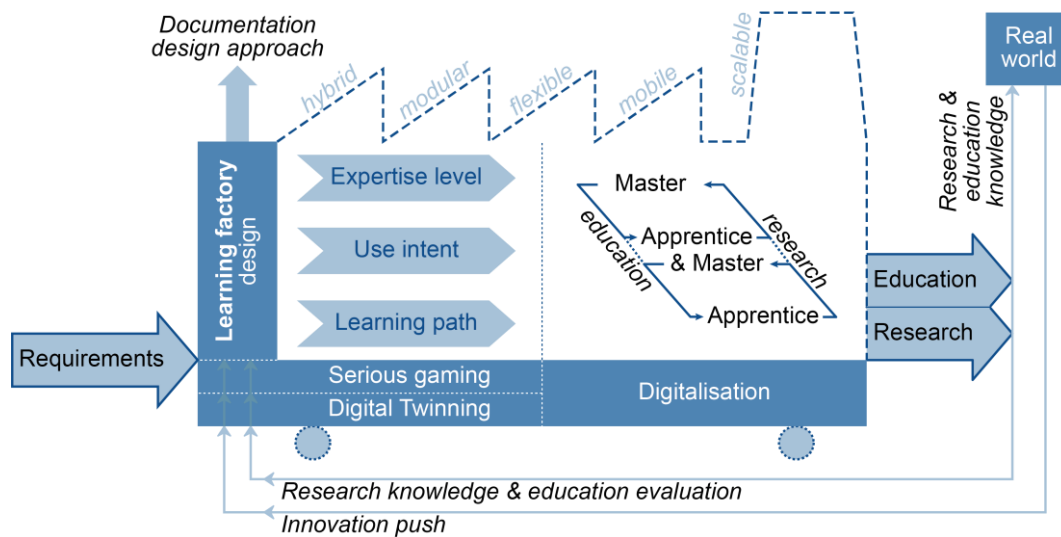 Documentation
design approach
hybrid
modular
flexible
mobile
scalable
Real
world
Research &
education
knowledge
Learning factory
design
Expertise level
Use intent
Learning path
Master
Apprentice
& Master
Apprentice
education
research
Education
Research
Requirements
Serious gaming
Digital Twinning
Digitalisation
Research knowledge & education evaluation
Innovation push